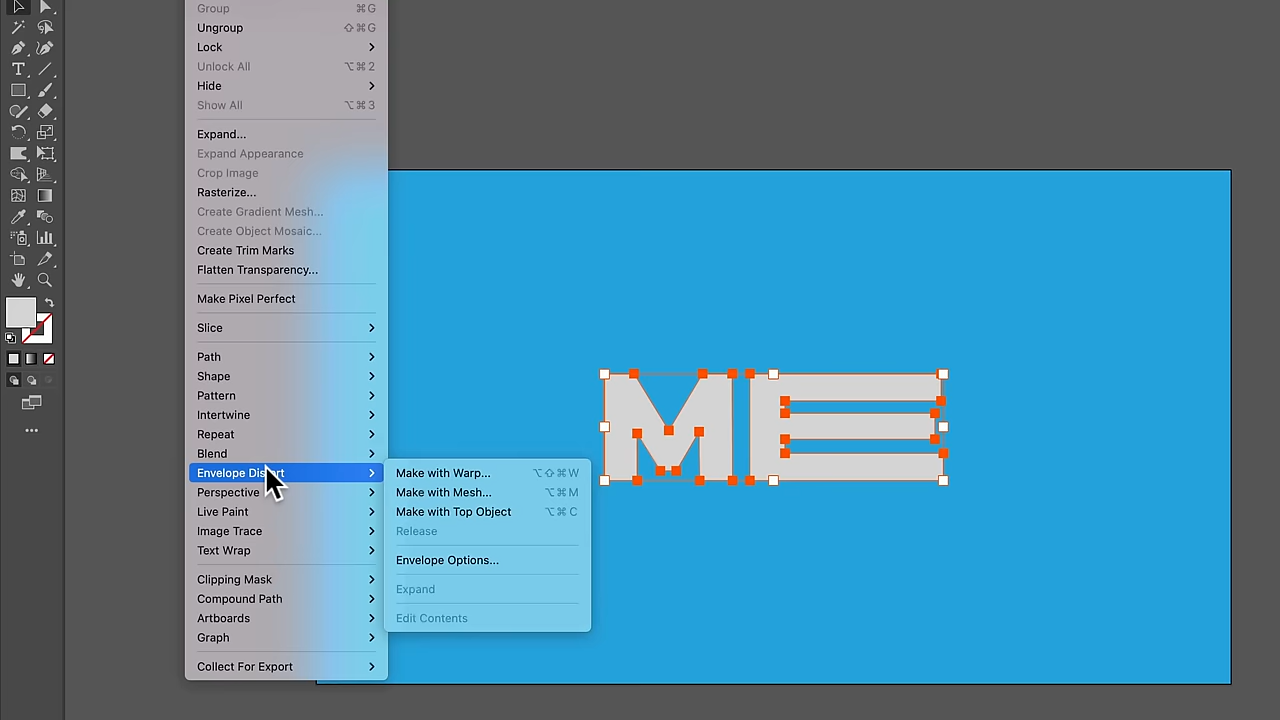 Group ⌘G
Ungroup ⇧⌘G
Lock
Unlock All ⌥⌘2
Hide
Show All ⌥⌘3
Expand...
Expand Appearance
Crop Image
Rasterize...
Create Gradient Mesh...
Create Object Mosaic...
Create Trim Marks
Flatten Transparency...
Make Pixel Perfect
Slice
Path
Shape
Pattern
Intertwine
Repeat
Blend
Envelope Distort
Perspective
Live Paint
Image Trace
Text Wrap
Clipping Mask
Compound Path
Artboards
Graph
Collect For Export
Make with Warp... ⌥⇧⌘W
Make with Mesh... ⌥⌘M
Make with Top Object ⌥⌘C
Release
Envelope Options...
Expand
Edit Contents
ME